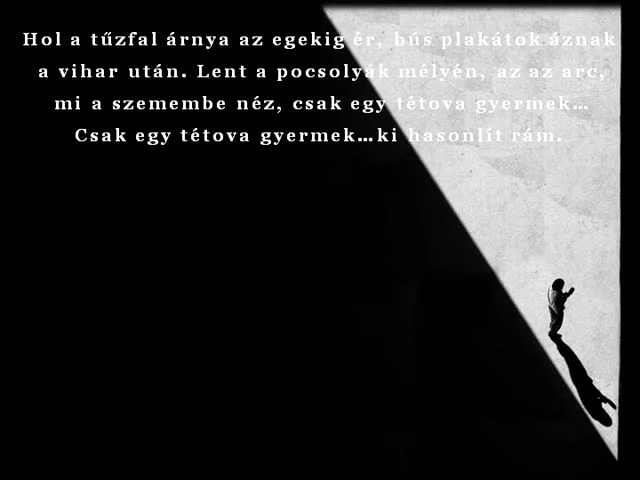 Hol a tűzfal árnya az egekig ér, bús plakátok áznak
a vihar után. Lent a pocsolyák mélyén, az az arc,
mi a szemembe néz, csak egy tétova gyermek...
Csak egy tétova gyermek...ki hasonlít rám.